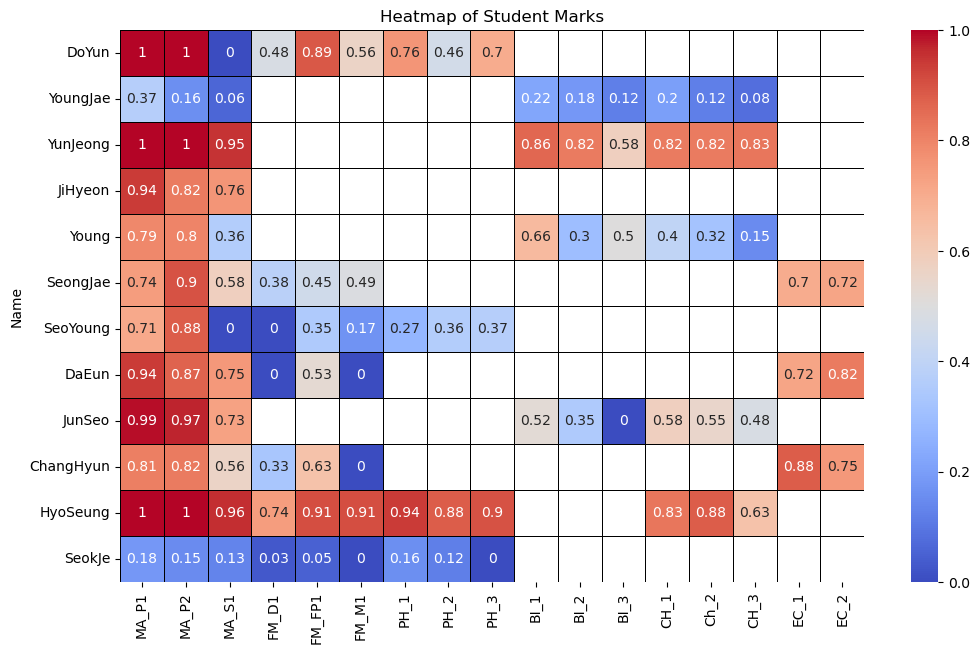 Heatmap of Student Marks
Name
DoYun 1 1 0 0.48 0.89 0.56 0.76 0.46 0.7
YoungJae 0.37 0.16 0.06 0.22 0.18 0.12 0.2 0.12 0.08
YunJeong 1 1 0.95 0.86 0.82 0.58 0.82 0.82 0.83
JiHyeon 0.94 0.82 0.76
Young 0.79 0.8 0.36 0.66 0.3 0.5 0.4 0.32 0.15
SeongJae 0.74 0.9 0.58 0.38 0.45 0.49 0.7 0.72
SeoYoung 0.71 0.88 0 0 0.35 0.17 0.27 0.36 0.37
DaEun 0.94 0.87 0.75 0 0.53 0 0.72 0.82
JunSeo 0.99 0.97 0.73 0.52 0.35 0 0.58 0.55 0.48
ChangHyun 0.81 0.82 0.56 0.33 0.63 0 0.88 0.75
HyoSeung 1 1 0.96 0.74 0.91 0.91 0.94 0.88 0.9 0.83 0.88 0.63
SeokJe 0.18 0.15 0.13 0.03 0.05 0 0.16 0.12 0
MA_P1 MA_P2 MA_S1 FM_D1 FM_FP1 FM_M1 PH_1 PH_2 PH_3 BI_1 BI_2 BI_3 CH_1 Ch_2 CH_3 EC_1 EC_2
1.0
0.8
0.6
0.4
0.2
0.0